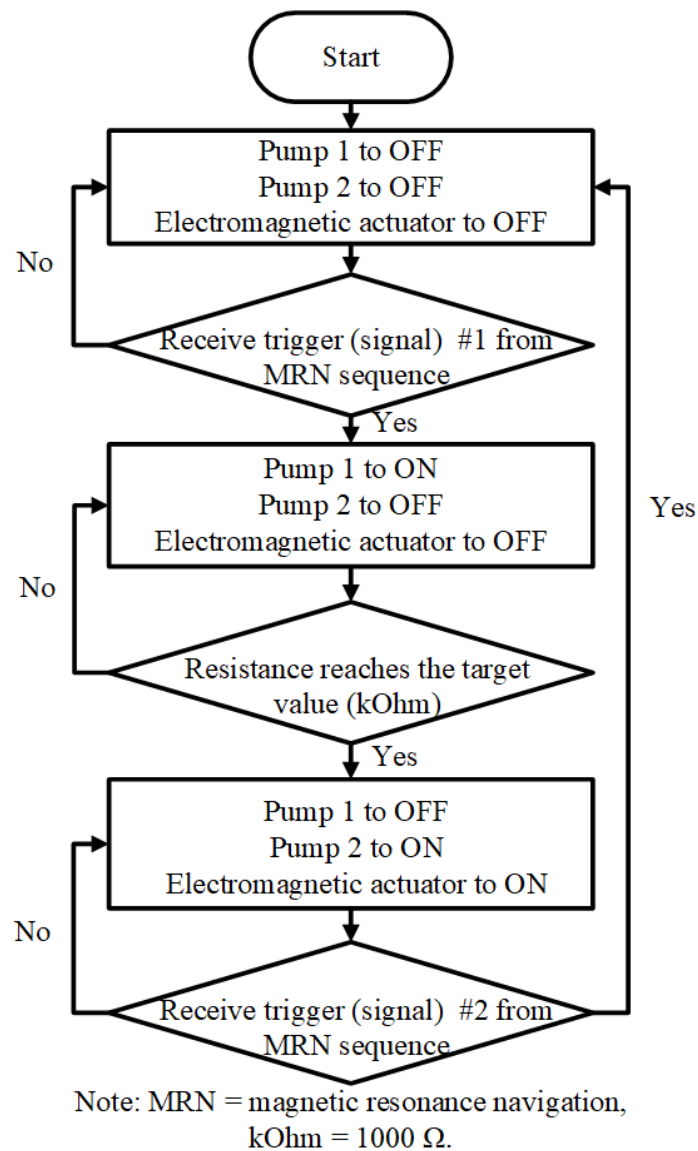 Start
Pump 1 to OFF
Pump 2 to OFF
Electromagnetic actuator to OFF
No
Receive trigger (signal)  #1 from
MRN sequence
Yes
Pump 1 to ON
Pump 2 to OFF
Electromagnetic actuator to OFF
Yes
No
Resistance reaches the target
value (kOhm)
Yes
Pump 1 to OFF
Pump 2 to ON
Electromagnetic actuator to ON
No
Receive trigger (signal)  #2 from
MRN sequence
Note: MRN = magnetic resonance navigation,
kOhm = 1000 Ω.